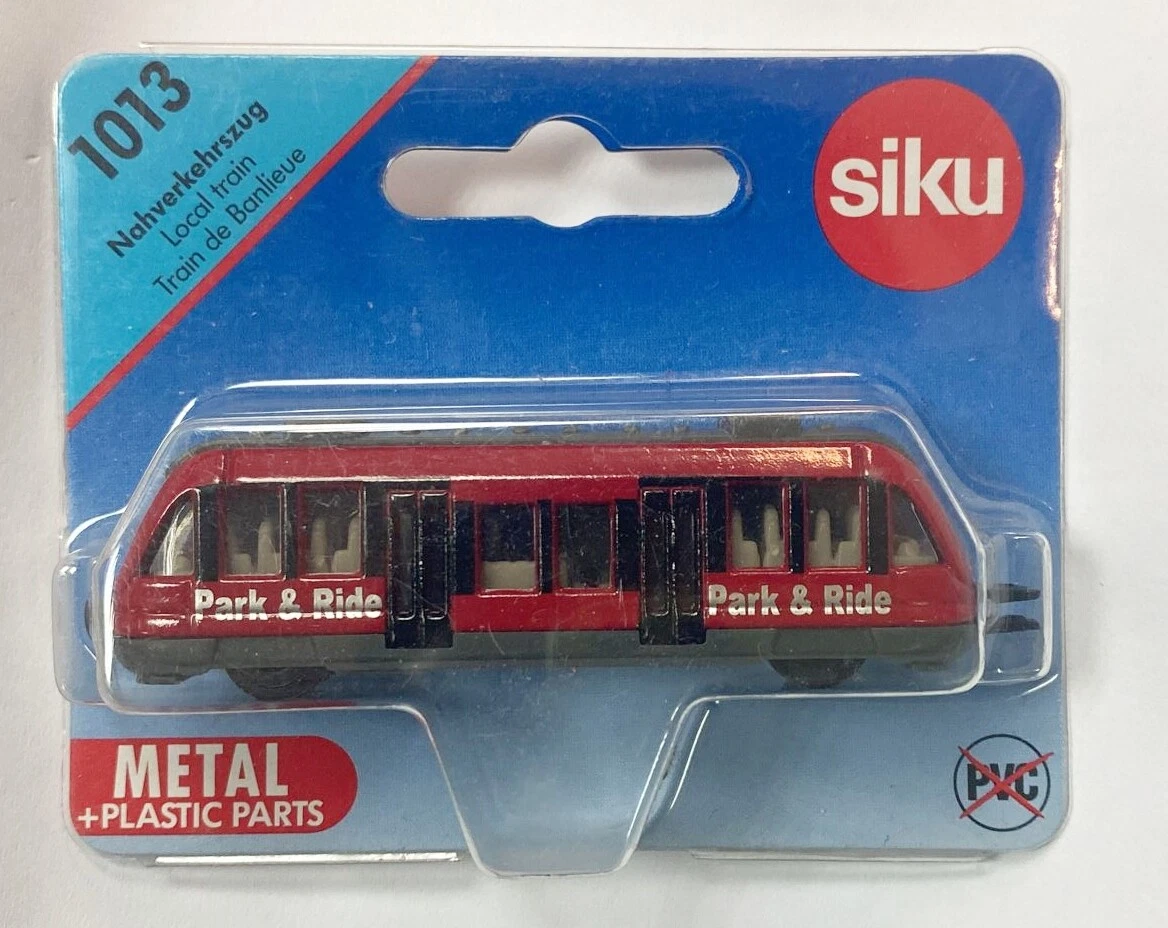 1013
Nahverkehrszug
Local train
Train de Banlieue
siku
Park & Ride
Park & Ride
METAL
+PLASTIC PARTS
PVC